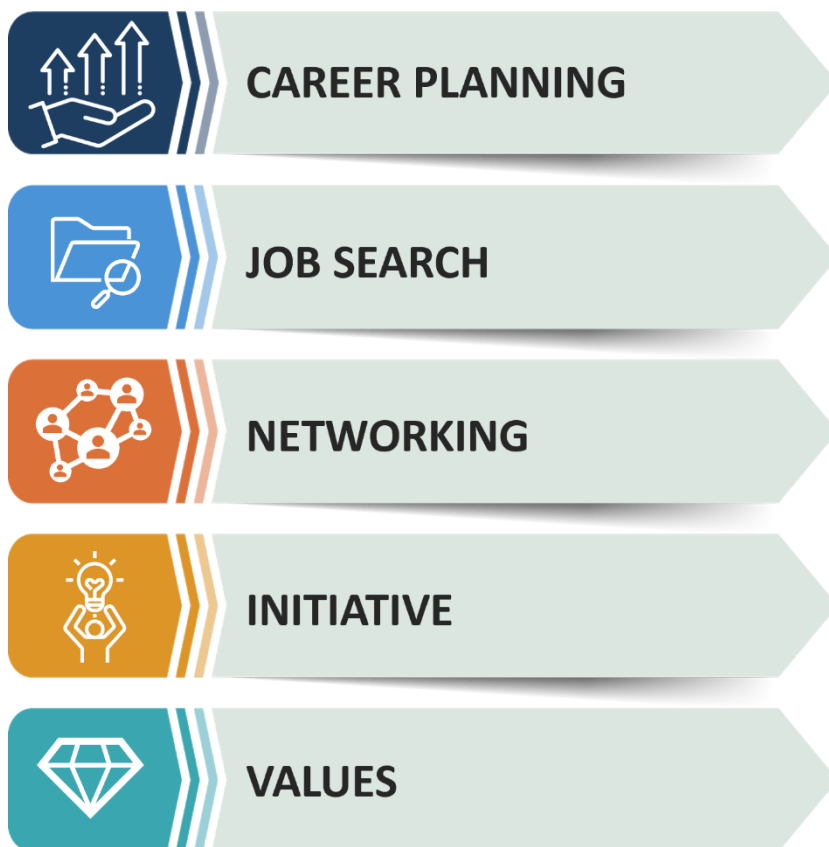 CAREER PLANNING
JOB SEARCH
NETWORKING
INITIATIVE
VALUES